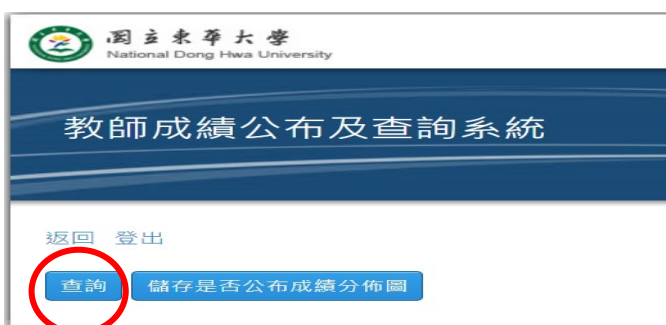 國立東華大學
National Dong Hwa University
教師成績公布及查詢系統
返回 登出
查詢 儲存是否公布成績分佈圖